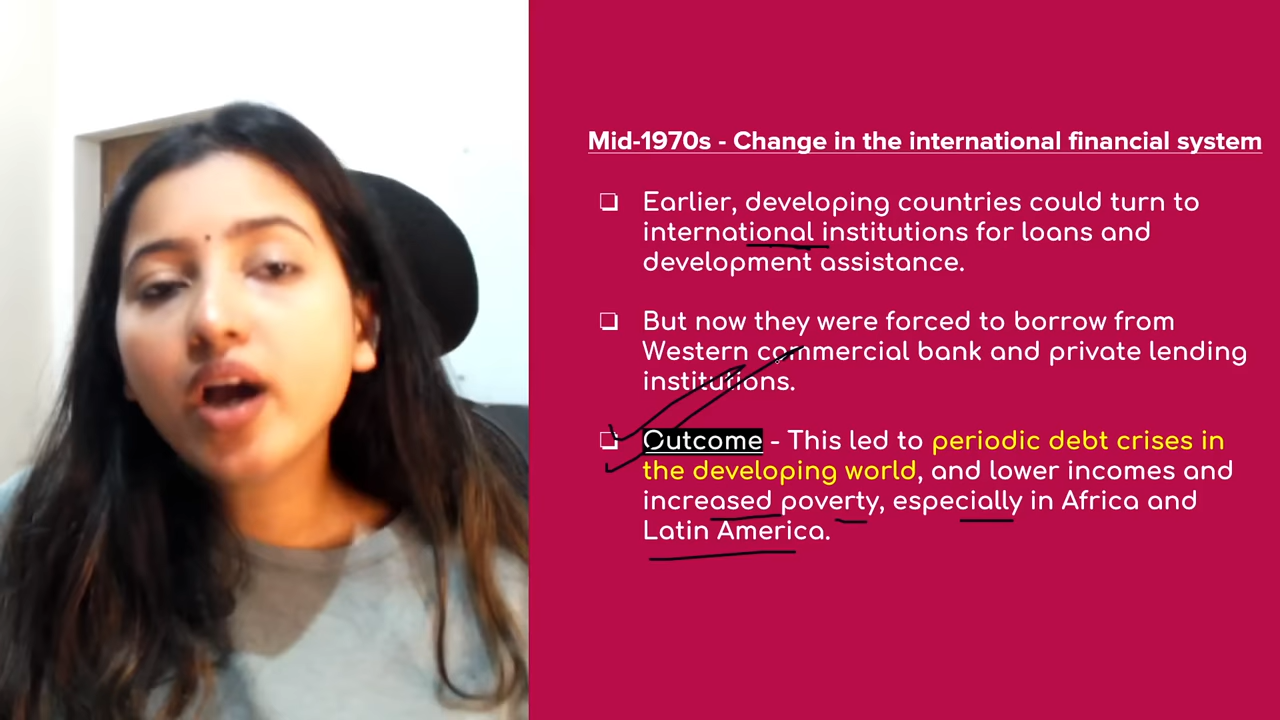 Mid-1970s - Change in the international financial system
❏ Earlier, developing countries could turn to
international institutions for loans and
development assistance.
❏ But now they were forced to borrow from
Western commercial bank and private lending
institutions.
❏ Outcome - This led to periodic debt crises in
the developing world, and lower incomes and
increased poverty, especially in Africa and
Latin America.